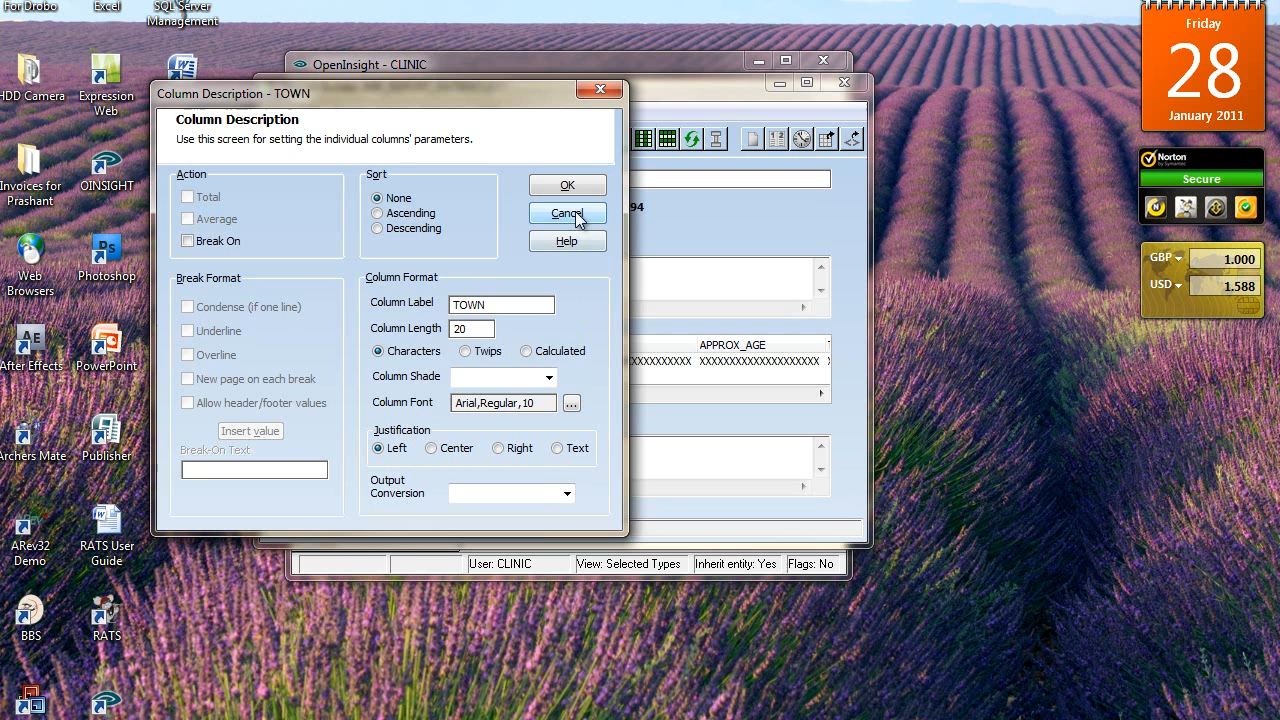 For Drobo
Excel
SQL Server
Management
HDD Camera
Expression
Web
Invoices for
Prashant
OINSIGHT
Web
Browsers
Photoshop
After Effects
PowerPoint
Archers Mate
Publisher
ARev32
Demo
RATS User
Guide
BBS
RATS
OpenInsight - CLINIC
Column Description - TOWN
Column Description
Use this screen for setting the individual columns' parameters.
Action
Total
Average
Break On
Sort
None
Ascending
Descending
OK
Cancel
Help
Break Format
Condense (if one line)
Underline
Overline
New page on each break
Allow header/footer values
Insert value
Break-On Text
Column Format
Column Label
TOWN
Column Length
20
Characters
Twips
Calculated
Column Shade
Column Font
Arial,Regular,10
...
Justification
Left
Center
Right
Text
Output
Conversion
94
APPROX_AGE
XXXXXXXXXXXXXXXXXXXX
User: CLINIC
View: Selected Types
Inherit entity: Yes
Flags: No
Friday
28
January 2011
Norton
by Symantec
Secure
GBP
1.000
USD
1.588